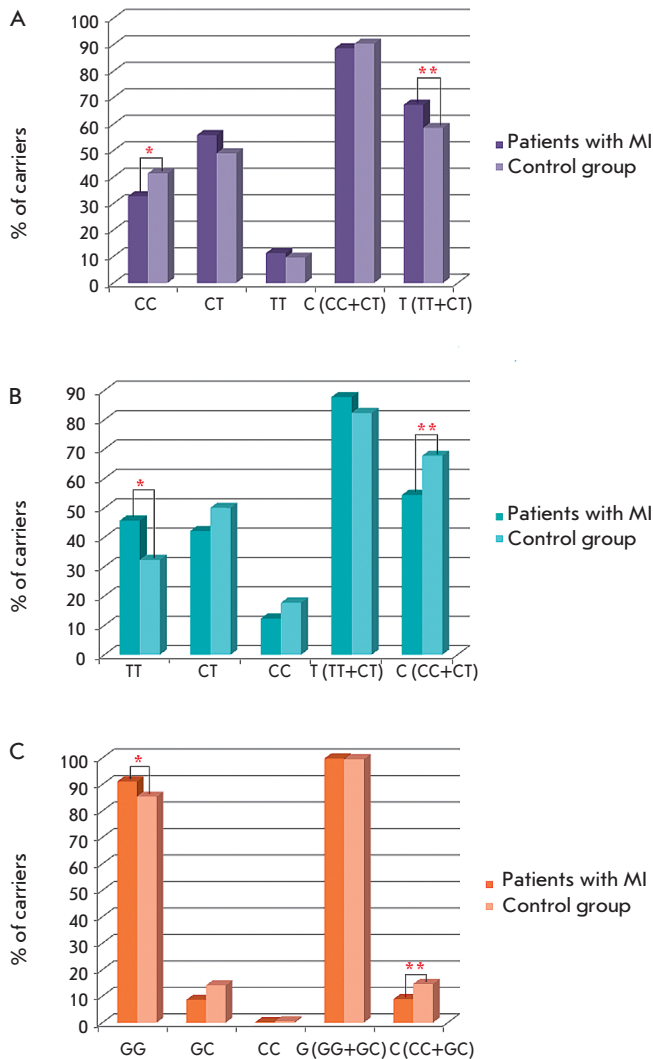 A
% of carriers
100
90
80
70
60
50
40
30
20
10
0
*
**
CC CT TT C (CC+CT) T (TT+CT)
Patients with MI
Control group
B
% of carriers
90
80
70
60
50
40
30
20
10
0
*
**
TT CT CC T (TT+CT) C (CC+CT)
Patients with MI
Control group
C
% of carriers
100
90
80
70
60
50
40
30
20
10
0
*
**
GG GC CC G (GG+GC) C (CC+GC)
Patients with MI
Control group